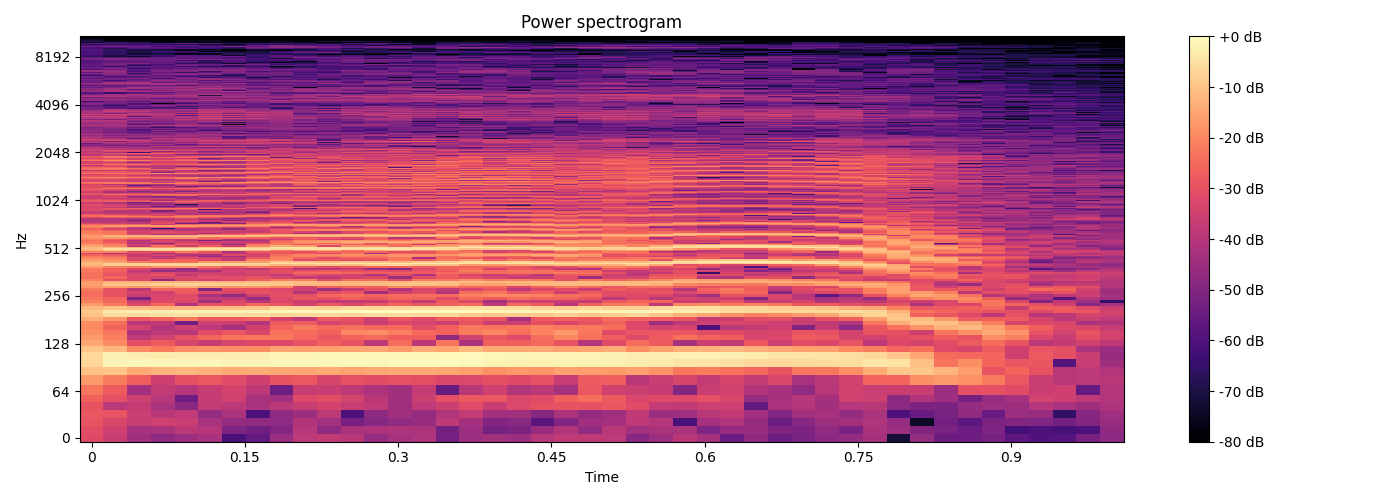 Power spectrogram
Hz
8192
4096
2048
1024
512
256
128
64
0
0 0.15 0.3 0.45 0.6 0.75 0.9
Time
+0 dB
-10 dB
-20 dB
-30 dB
-40 dB
-50 dB
-60 dB
-70 dB
-80 dB